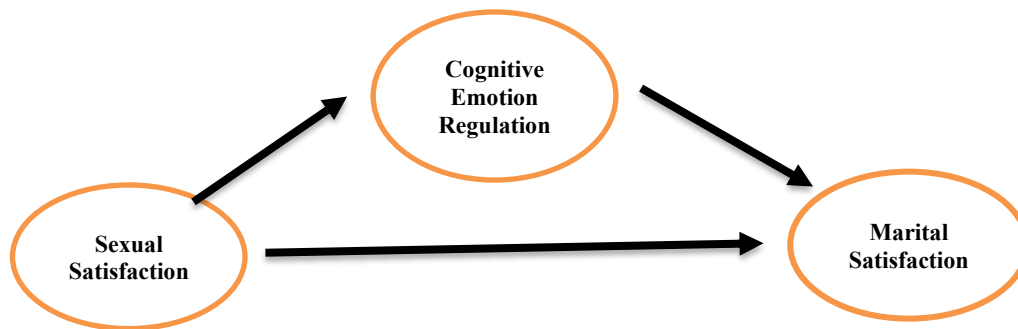 Cognitive
Emotion
Regulation
Sexual
Satisfaction
Marital
Satisfaction